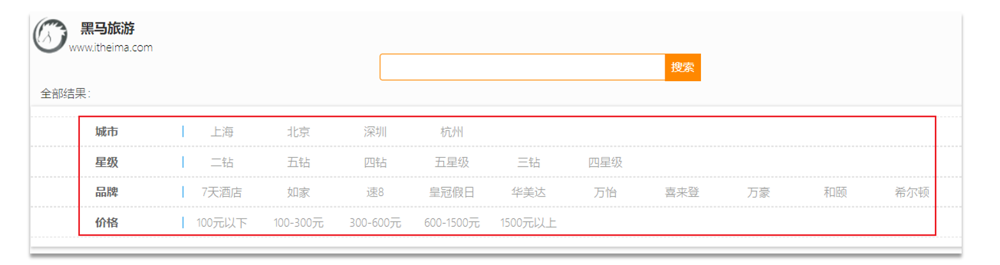 黑马旅游
www.itheima.com
搜索
全部结果：
城市 上海 北京 深圳 杭州
星级 二钻 五钻 四钻 五星级 三钻 四星级
品牌 7天酒店 如家 速8 皇冠假日 华美达 万怡 喜来登 万豪 和颐 希尔顿
价格 100元以下 100-300元 300-600元 600-1500元 1500元以上